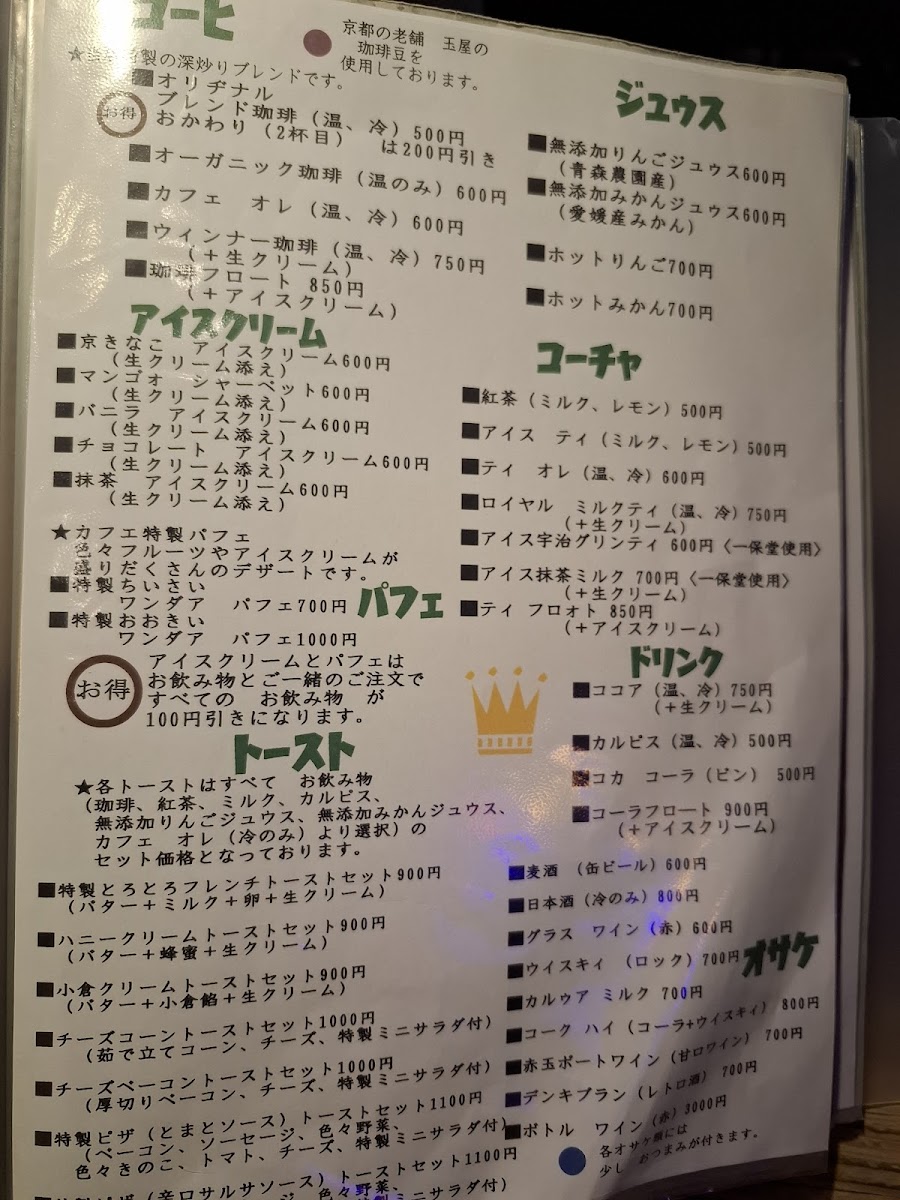 コーヒ
京都の老舗　玉屋の
珈琲豆を
使用しております。
製の深炒りブレンドです。
■オリヂナル
お得
ブレンド珈琲（温、冷）500円
おかわり（2杯目）　は200円引き
■オーガニック珈琲（温のみ）600円
■カフェ　オレ（温、冷）600円
■ウィンナー珈琲（温、冷）750円
（＋生クリーム）
■珈琲フロート　850円
（＋アイスクリーム）
アイスクリーム
■京きなこ　アイスクリーム600円
（生クリーム添え）
■マンゴオ　シャーベット600円
（生クリーム添え）
■バニラ　アイスクリーム600円
（生クリーム添え）
■チョコレート　アイスクリーム600円
（生クリーム添え）
■抹茶　アイスクリーム600円
（生クリーム添え）
★カフェ特製パフェ
色々フルーツやアイスクリームが
盛りだくさんのデザートです。
■特製ちいさい
ワンダア　パフェ700円
パフェ
■特製おおきい
ワンダア　パフェ1000円
お得
アイスクリームとパフェは
お飲み物とご一緒のご注文で
すべての　お飲み物　が
100円引きになります。
トースト
★各トーストはすべて　お飲み物
（珈琲、紅茶、ミルク、カルピス、
無添加りんごジュウス、無添加みかんジュウス、
カフェ　オレ（冷のみ）より選択）の
セット価格となっております。
■特製とろとろフレンチトーストセット900円
（バター＋ミルク＋卵＋生クリーム）
■ハニークリームトーストセット900円
（バター＋蜂蜜＋生クリーム）
■小倉クリームトーストセット900円
（バター＋小倉餡＋生クリーム）
■チーズコーントーストセット1000円
（茹で立てコーン、チーズ、特製ミニサラダ付）
■チーズベーコントーストセット1000円
（厚切りベーコン、チーズ、特製ミニサラダ付）
■特製ピザ（とまとソース）トーストセット1100円
（ベーコン、ソーセージ、色々野菜、
色々きのこ、トマト、チーズ、特製ミニサラダ付）
（辛口サルサソース）トーストセット1100円
ジュウス
■無添加りんごジュウス600円
（青森農園産）
■無添加みかんジュウス600円
（愛媛産みかん）
■ホットりんご700円
■ホットみかん700円
コーチャ
■紅茶（ミルク、レモン）500円
■アイス　ティ（ミルク、レモン）500円
■ティ　オレ（温、冷）600円
■ロイヤル　ミルクティ（温、冷）750円
（＋生クリーム）
■アイス宇治グリンティ 600円〈一保堂使用〉
■アイス抹茶ミルク 700円〈一保堂使用〉
（＋生クリーム）
■ティ フロオト 850円
（＋アイスクリーム）
ドリンク
■ココア（温、冷）750円
（＋生クリーム）
■カルピス（温、冷）500円
■コカ　コーラ（ビン） 500円
■コーラフロート 900円
（＋アイスクリーム）
オサケ
■麦酒　（缶ビール）600円
■日本酒（冷のみ）800円
■グラス　ワイン（赤）600円
■ウイスキィ　（ロック）700円
■カルゥア ミルク 700円
■コーク ハイ（コーラ+ウイスキィ）　800円
■赤玉ポートワイン（甘口ワイン）　700円
■デンキブラン（レトロ酒）　700円
■ボトル　ワイン（赤）3000円
各オサケ類には
少し　おつまみが付きます。